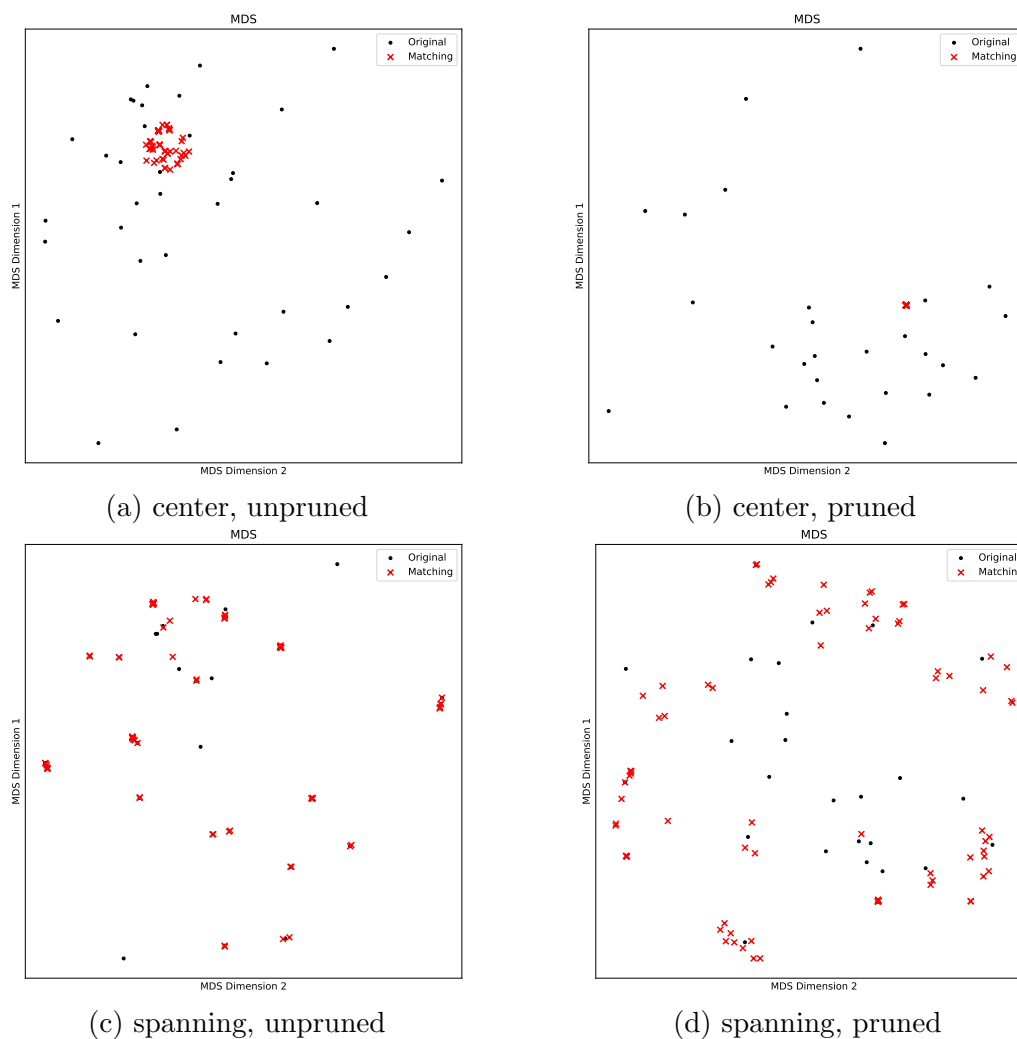 MDS
Original
Matching
MDS Dimension 1
MDS Dimension 2
(a) center, unpruned
MDS
Original
Matching
MDS Dimension 1
MDS Dimension 2
(b) center, pruned
MDS
Original
Matching
MDS Dimension 1
MDS Dimension 2
(c) spanning, unpruned
MDS
Original
Matching
MDS Dimension 1
MDS Dimension 2
(d) spanning, pruned